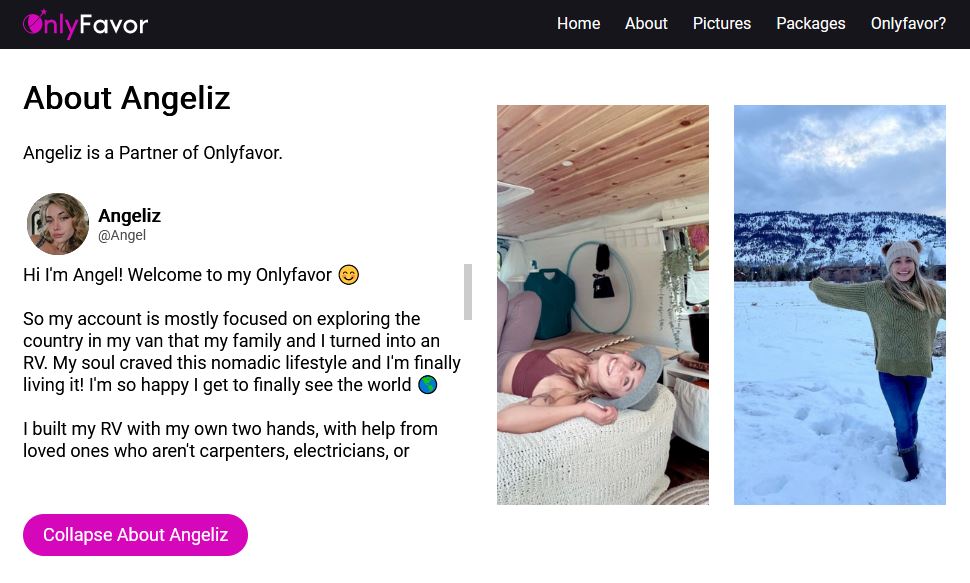 OnlyFavor
Home About Pictures Packages Onlyfavor?
About Angeliz
Angeliz is a Partner of Onlyfavor.
Angeliz
@Angel
Hi I'm Angel! Welcome to my Onlyfavor 😊
So my account is mostly focused on exploring the
country in my van that my family and I turned into an
RV. My soul craved this nomadic lifestyle and I'm finally
living it! I'm so happy I get to finally see the world 🌎
I built my RV with my own two hands, with help from
loved ones who aren't carpenters, electricians, or
Collapse About Angeliz